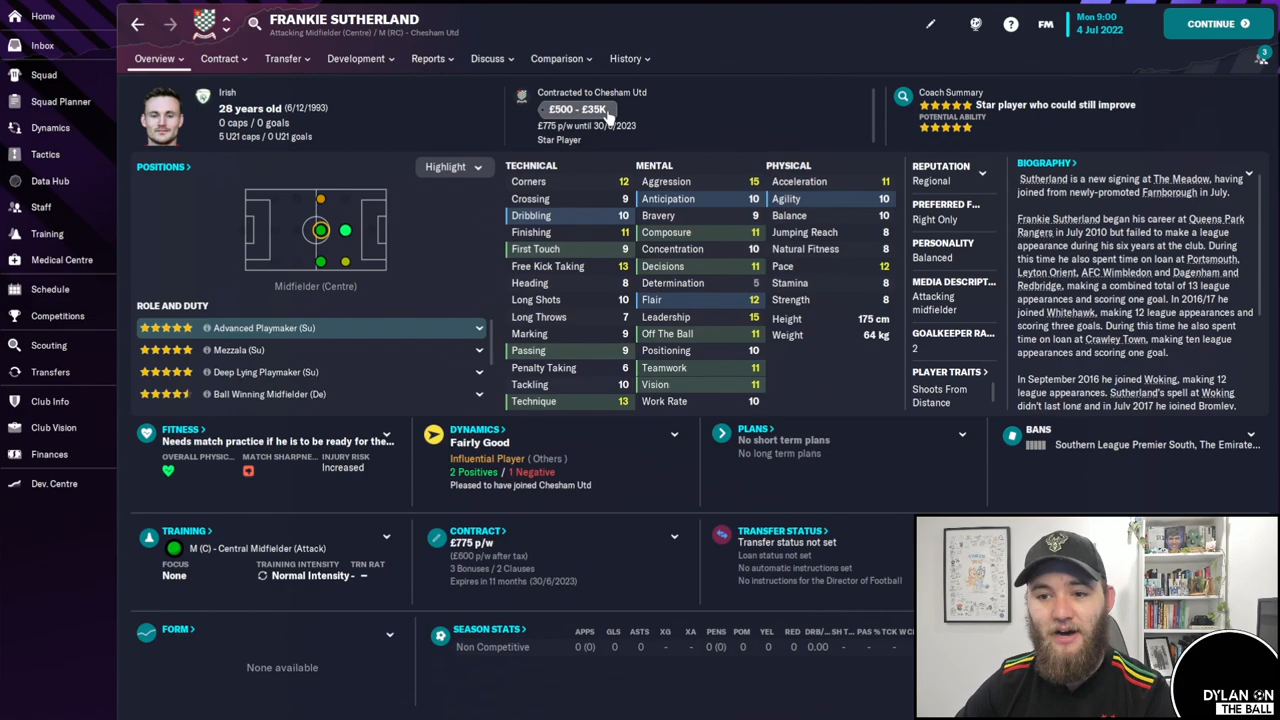 Home
Inbox
Squad
Squad Planner
Dynamics
Tactics
Data Hub
Staff
Training
Medical Centre
Schedule
Competitions
Scouting
Transfers
Club Info
Club Vision
Finances
Dev. Centre
FRANKIE SUTHERLAND
Attacking Midfielder (Centre) / M (RC) - Chesham Utd
FM
Mon 9:00
4 Jul 2022
CONTINUE
3
Overview
Contract
Transfer
Development
Reports
Discuss
Comparison
History
Irish
28 years old (6/12/1993)
0 caps / 0 goals
5 U21 caps / 0 U21 goals
Contracted to Chesham Utd
£500 - £35K
£775 p/w until 30/6/2023
Star Player
Coach Summary
Star player who could still improve
POTENTIAL ABILITY
POSITIONS
Highlight
Midfielder (Centre)
ROLE AND DUTY
Advanced Playmaker (Su)
Mezzala (Su)
Deep Lying Playmaker (Su)
Ball Winning Midfielder (De)
TECHNICAL
Corners 12
Crossing 9
Dribbling 10
Finishing 11
First Touch 9
Free Kick Taking 13
Heading 8
Long Shots 10
Long Throws 7
Marking 9
Passing 9
Penalty Taking 6
Tackling 10
Technique 13
MENTAL
Aggression 15
Anticipation 10
Bravery 9
Composure 11
Concentration 10
Decisions 11
Determination 5
Flair 12
Leadership 15
Off The Ball 11
Positioning 10
Teamwork 11
Vision 11
Work Rate 10
PHYSICAL
Acceleration 11
Agility 10
Balance 10
Jumping Reach 8
Natural Fitness 8
Pace 12
Stamina 8
Strength 8
Height 175 cm
Weight 64 kg
REPUTATION
Regional
PREFERRED F...
Right Only
PERSONALITY
Balanced
MEDIA DESCRIPT...
Attacking
midfielder
GOALKEEPER RA...
2
PLAYER TRAITS
Shoots From
Distance
BIOGRAPHY
Sutherland is a new signing at The Meadow, having
joined from newly-promoted Farnborough in July.
Frankie Sutherland began his career at Queens Park
Rangers in July 2010 but failed to make a league
appearance during his six years at the club. During
this time he also spent time on loan at Portsmouth,
Leyton Orient, AFC Wimbledon and Dagenham and
Redbridge, making a combined total of 13 league
appearances and scoring one goal. In 2016/17 he
joined Whitehawk, making 12 league appearances and
scoring three goals. During this time he also spent
time on loan at Crawley Town, making ten league
appearances and scoring one goal.
In September 2016 he joined Woking, making 12
league appearances. Sutherland's spell at Woking
didn't last long and in July 2017 he joined Bromley,
FITNESS
Needs match practice if he is to be ready for the...
OVERALL PHYSIC...
MATCH SHARPNE...
INJURY RISK
Increased
DYNAMICS
Fairly Good
Influential Player (Others)
2 Positives / 1 Negative
Pleased to have joined Chesham Utd
PLANS
No short term plans
No long term plans
BANS
Southern League Premier South, The Emirate...
TRAINING
M (C) - Central Midfielder (Attack)
FOCUS
None
TRAINING INTENSITY
Normal Intensity -
TRN RAT
–
CONTRACT
£775 p/w
(£600 p/w after tax)
3 Bonuses / 2 Clauses
Expires in 11 months (30/6/2023)
TRANSFER STATUS
Transfer status not set
Loan status not set
No automatic instructions set
No instructions for the Director of Football
FORM
None available
SEASON STATS
APPS GLS ASTS XG XA PENS POM YEL RED DRB/... SH T... PAS % TCK W C
Non Competitive 0 (0) 0 0 - - 0 (0) 0 0 0 0.00 - - -
DYLAN ON
THE BALL